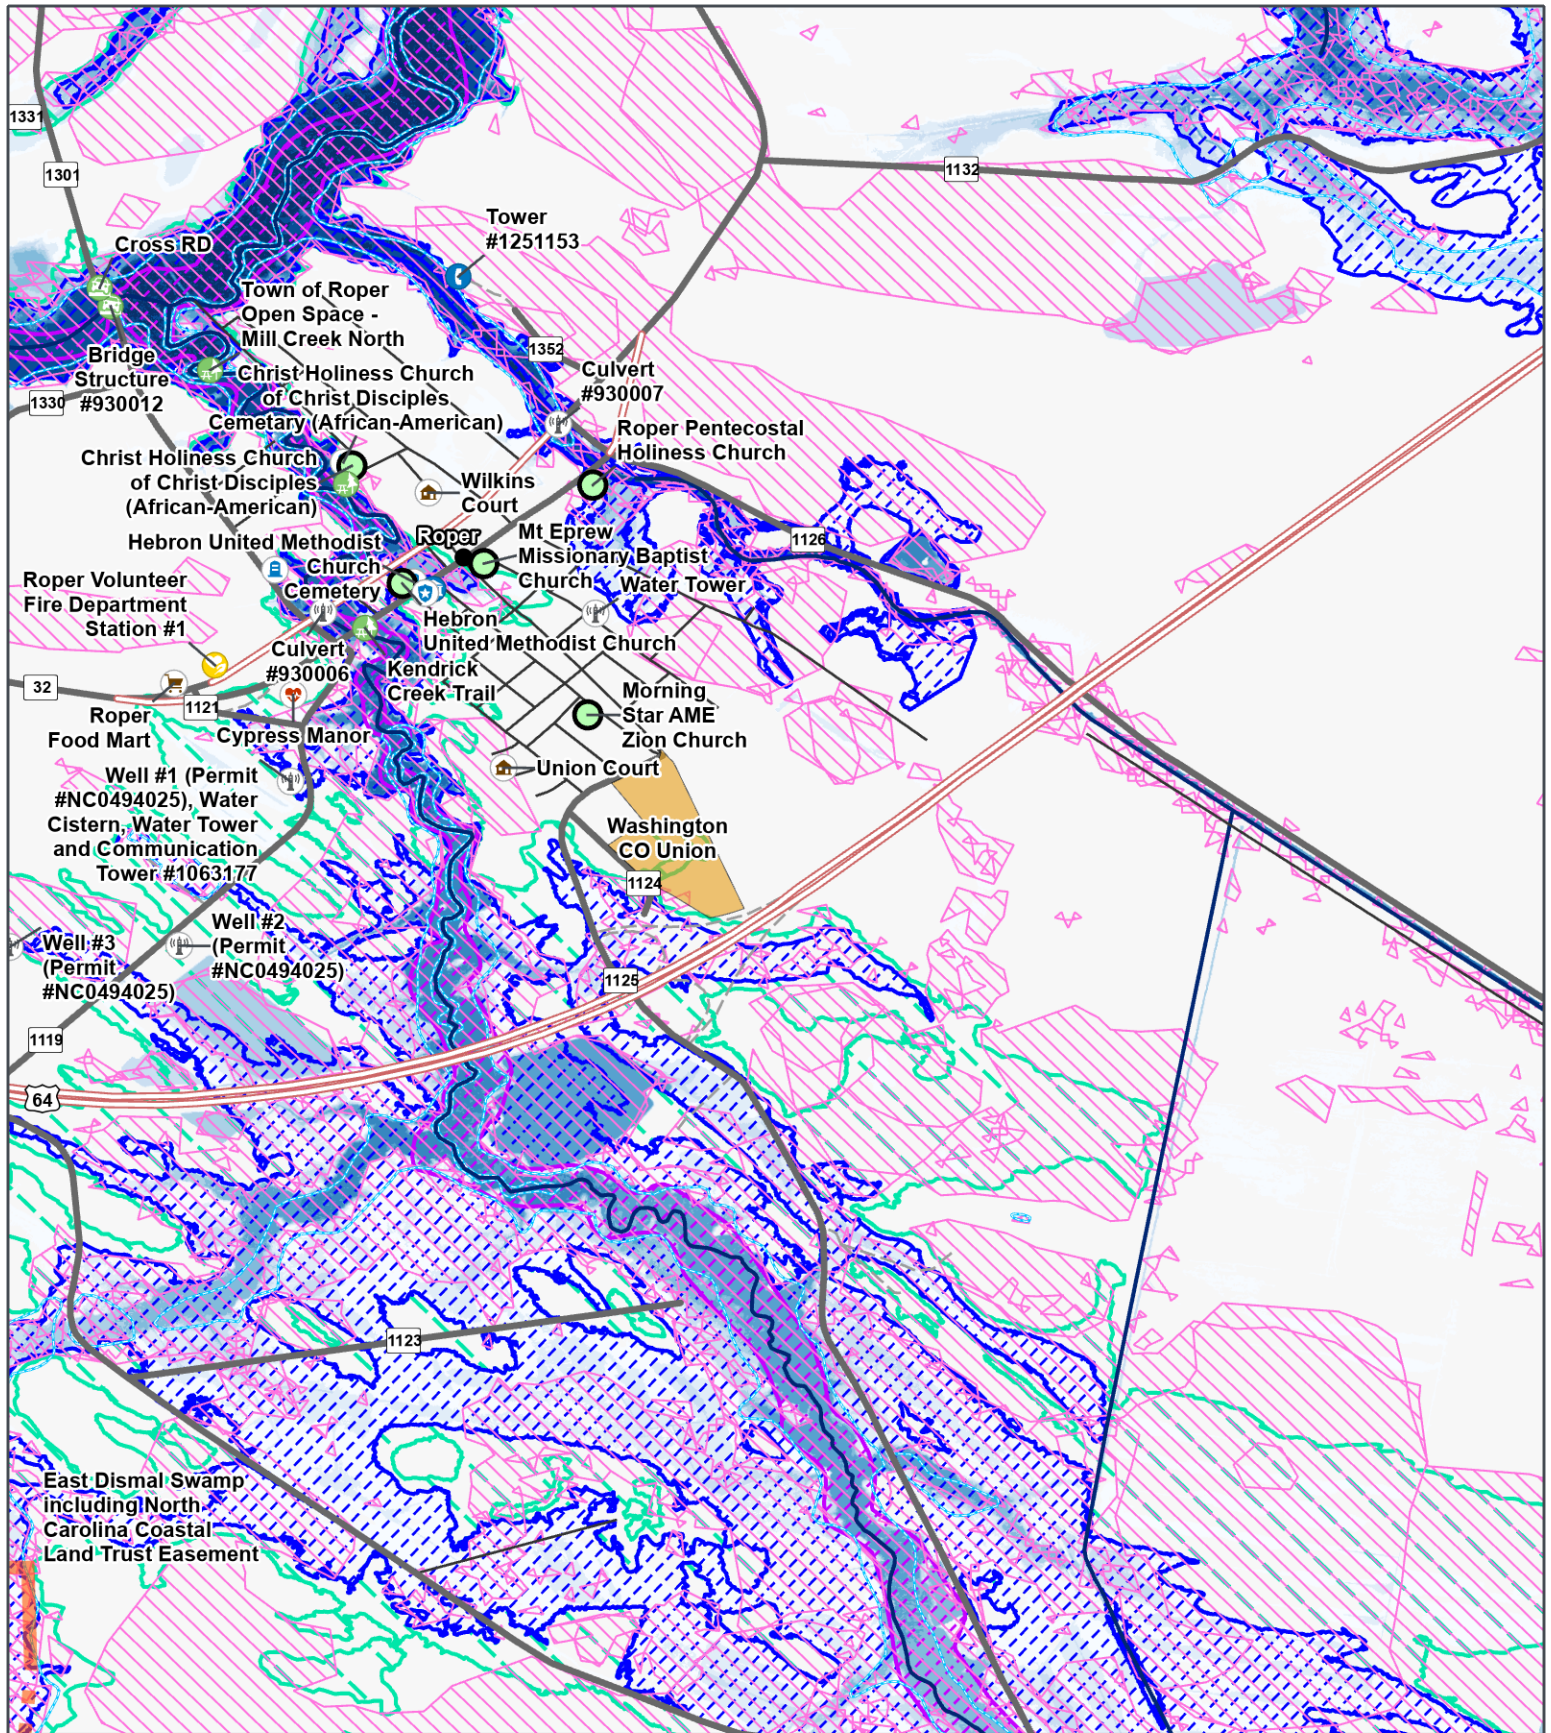 1331
1301
1132
Tower
#1251153
Cross RD
Town of Roper
Open Space -
Mill Creek North
1352
Bridge
Structure
#930012
1330
Culvert
#930007
Christ Holiness Church
of Christ Disciples
Cemetary (African-American)
Roper Pentecostal
Holiness Church
Christ Holiness Church
of Christ Disciples
(African-American)
Wilkins
Court
Roper
Mt Eprew
Missionary Baptist
Church
1126
Hebron United Methodist
Church
Cemetery
Water Tower
Roper Volunteer
Fire Department
Station #1
Hebron
United Methodist Church
Culvert
#930006
Kendrick
Creek Trail
32
1121
Roper
Food Mart
Cypress Manor
Morning
Star AME
Zion Church
Union Court
Well #1 (Permit
#NC0494025), Water
Cistern, Water Tower
and Communication
Tower #1063177
Washington
CO Union
1124
Well #2
(Permit
#NC0494025)
Well #3
(Permit
#NC0494025)
1125
1119
64
1123
East Dismal Swamp
including North
Carolina Coastal
Land Trust Easement